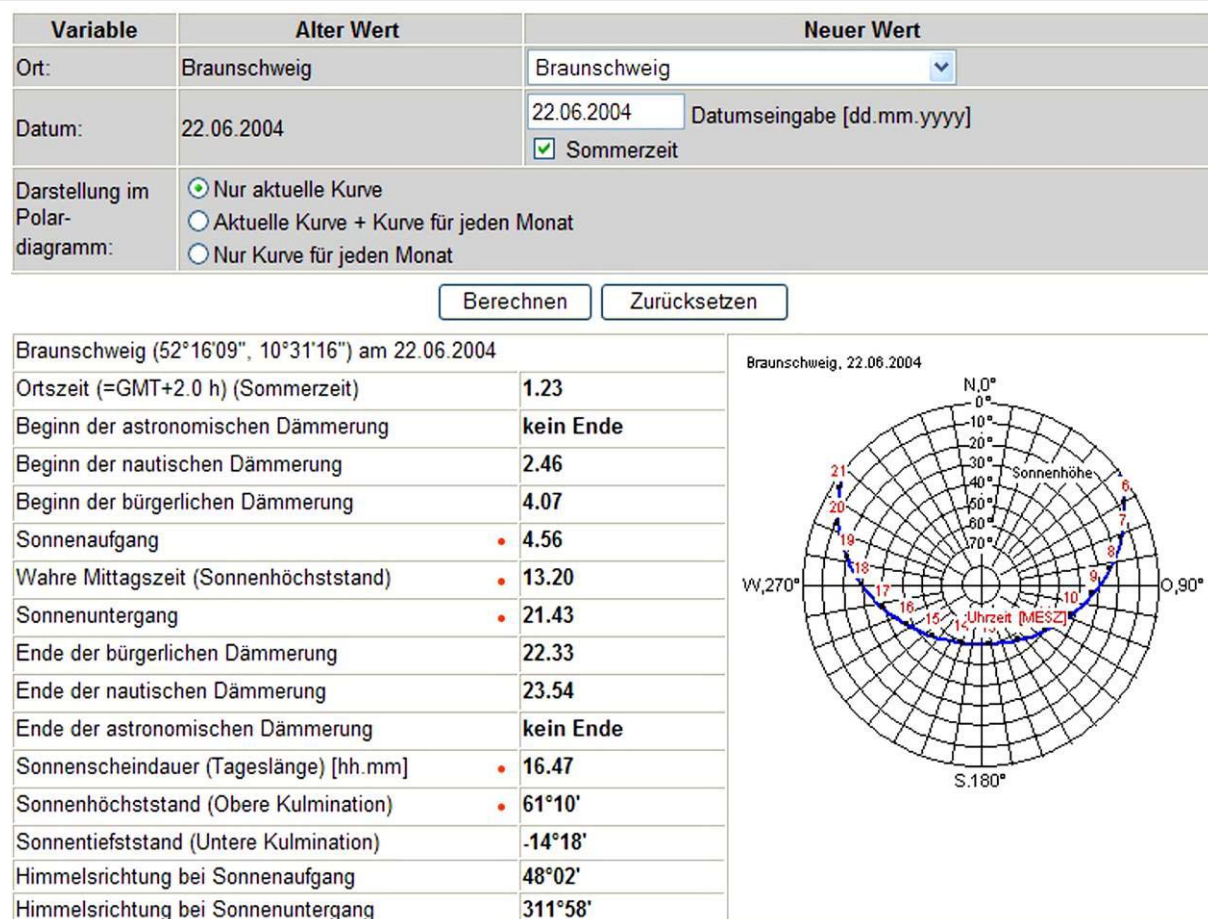 Variable Alter Wert Neuer Wert
Ort: Braunschweig Braunschweig
Datum: 22.06.2004 22.06.2004 Datumseingabe [dd.mm.yyyy]
Sommerzeit
Darstellung im
Polar-
diagramm:
Nur aktuelle Kurve
Aktuelle Kurve + Kurve für jeden Monat
Nur Kurve für jeden Monat
Berechnen Zurücksetzen
Braunschweig (52°16'09", 10°31'16") am 22.06.2004
Ortszeit (=GMT+2.0 h) (Sommerzeit) 1.23
Beginn der astronomischen Dämmerung kein Ende
Beginn der nautischen Dämmerung 2.46
Beginn der bürgerlichen Dämmerung 4.07
Sonnenaufgang 4.56
Wahre Mittagszeit (Sonnenhöchststand) 13.20
Sonnenuntergang 21.43
Ende der bürgerlichen Dämmerung 22.33
Ende der nautischen Dämmerung 23.54
Ende der astronomischen Dämmerung kein Ende
Sonnenscheindauer (Tageslänge) [hh.mm] 16.47
Sonnenhöchststand (Obere Kulmination) 61°10'
Sonnentiefststand (Untere Kulmination) -14°18'
Himmelsrichtung bei Sonnenaufgang 48°02'
Himmelsrichtung bei Sonnenuntergang 311°58'
Braunschweig, 22.06.2004
N,0°
0°
10°
20°
30°
40°
50°
60°
70°
Sonnenhöhe
21
20
19
18
17
16
15
14
6
7
8
9
10
Uhrzeit [MESZ]
W,270°
O,90°
S.180°